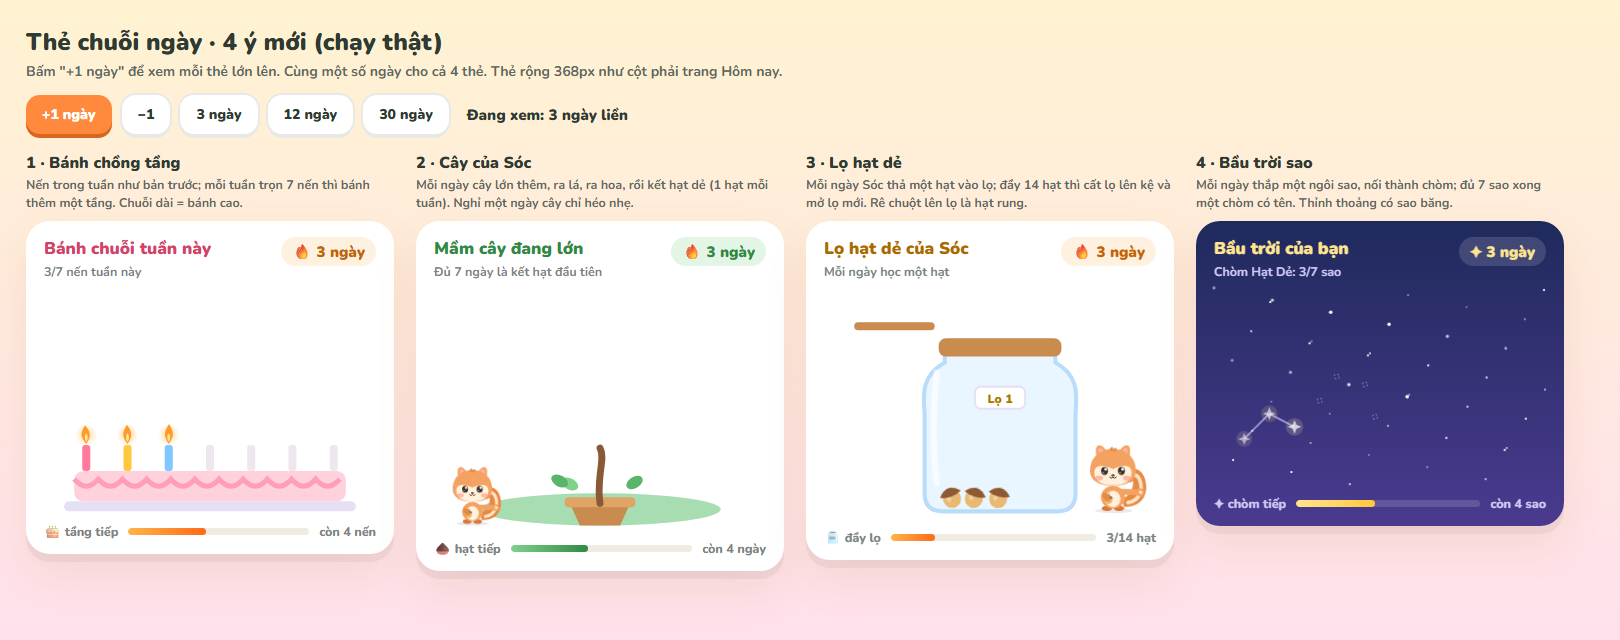 Thẻ chuỗi ngày · 4 ý mới (chạy thật)
Bấm "+1 ngày" để xem mỗi thẻ lớn lên. Cùng một số ngày cho cả 4 thẻ. Thẻ rộng 368px như cột phải trang Hôm nay.
+1 ngày
−1
3 ngày
12 ngày
30 ngày
Đang xem: 3 ngày liền
1 · Bánh chồng tầng
Nến trong tuần như bản trước; mỗi tuần trọn 7 nến thì bánh
thêm một tầng. Chuỗi dài = bánh cao.
Bánh chuỗi tuần này
3 ngày
3/7 nến tuần này
tầng tiếp
còn 4 nến
2 · Cây của Sóc
Mỗi ngày cây lớn thêm, ra lá, ra hoa, rồi kết hạt dẻ (1 hạt mỗi
tuần). Nghỉ một ngày cây chỉ héo nhẹ.
Mầm cây đang lớn
3 ngày
Đủ 7 ngày là kết hạt đầu tiên
hạt tiếp
còn 4 ngày
3 · Lọ hạt dẻ
Mỗi ngày Sóc thả một hạt vào lọ; đầy 14 hạt thì cất lọ lên kệ và
mở lọ mới. Rê chuột lên lọ là hạt rung.
Lọ hạt dẻ của Sóc
3 ngày
Mỗi ngày học một hạt
Lọ 1
đầy lọ
3/14 hạt
4 · Bầu trời sao
Mỗi ngày thắp một ngôi sao, nối thành chòm; đủ 7 sao xong
một chòm có tên. Thỉnh thoảng có sao băng.
Bầu trời của bạn
3 ngày
Chòm Hạt Dẻ: 3/7 sao
chòm tiếp
còn 4 sao